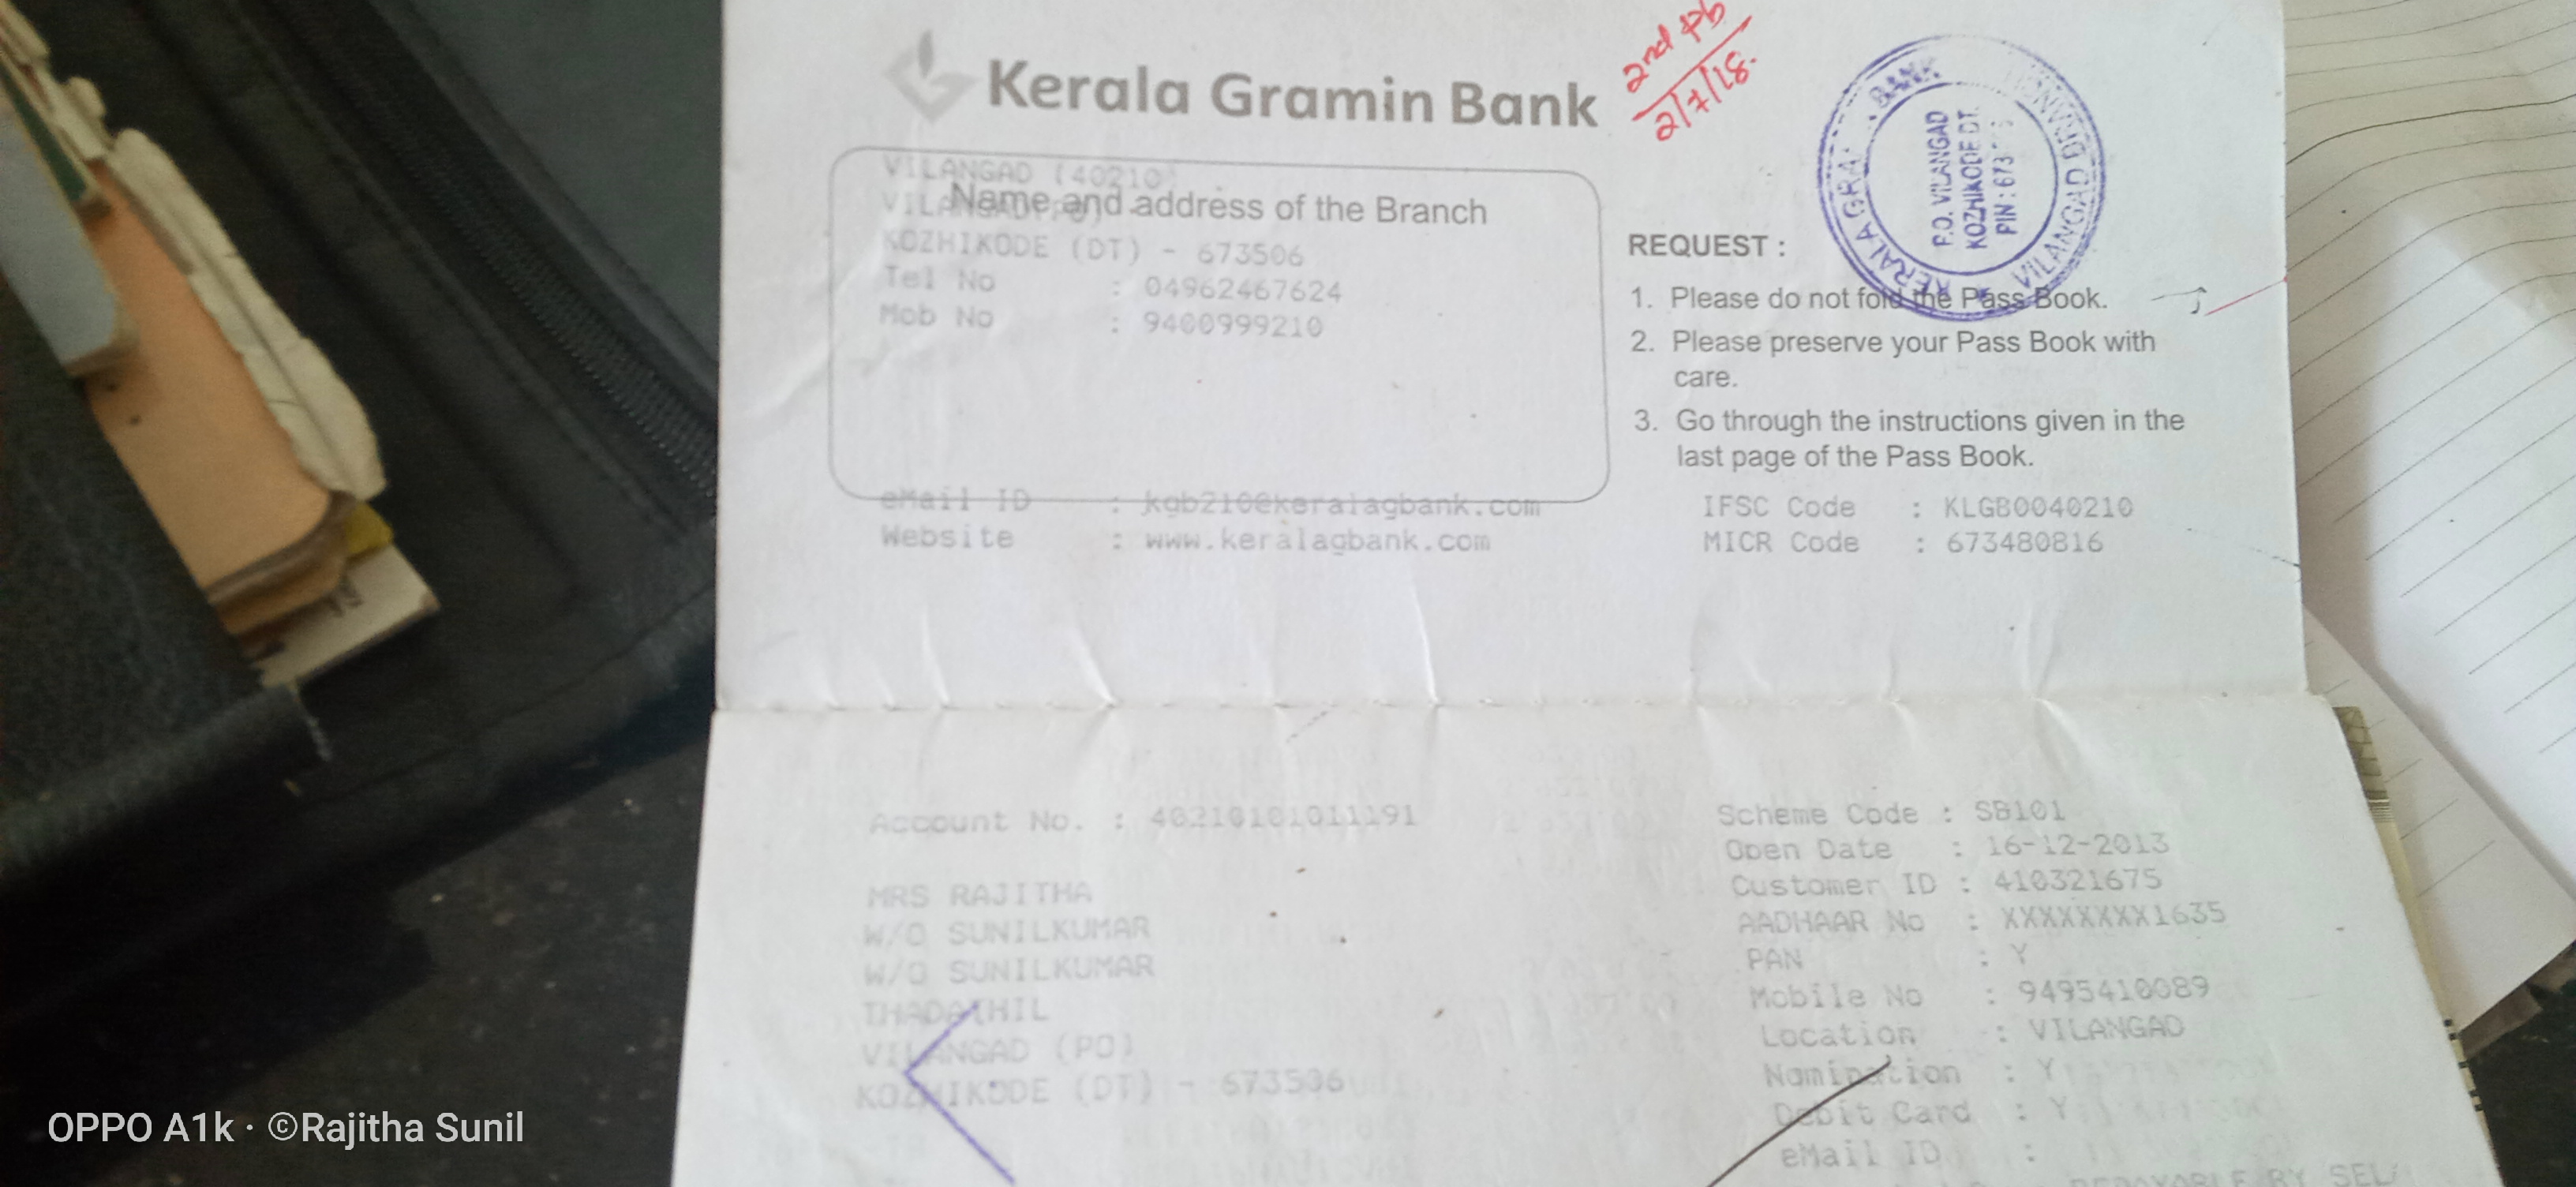 Kerala Gramin Bank
2nd Pb
2/7/18.
KERALA GRA BANK
VILANGAD
P.O. VILANGAD
KOZHIKODE DT.
PIN : 673
VILANGAD (40210)
VILANGAD(PO)
Name and address of the Branch
KOZHIKODE (DT) - 673506
Tel No : 04962467624
Mob No : 9400999210
eMail ID : kgb210@keralagbank.com
Website : www.keralagbank.com
REQUEST :
1. Please do not fold the Pass Book.
2. Please preserve your Pass Book with
care.
3. Go through the instructions given in the
last page of the Pass Book.
IFSC Code : KLGB0040210
MICR Code : 673480816
Account No. : 40210101011191
MRS RAJITHA
W/O SUNILKUMAR
W/O SUNILKUMAR
THADATHIL
VILANGAD (PO)
KOZHIKODE (DT) - 673506
Scheme Code : SB101
Open Date : 16-12-2013
Customer ID : 410321675
AADHAAR No : XXXXXXXX1635
PAN : Y
Mobile No : 9495410089
Location : VILANGAD
Nomination : Y
Debit Card : Y
eMail ID :
BY
OPPO A1k · ©Rajitha Sunil